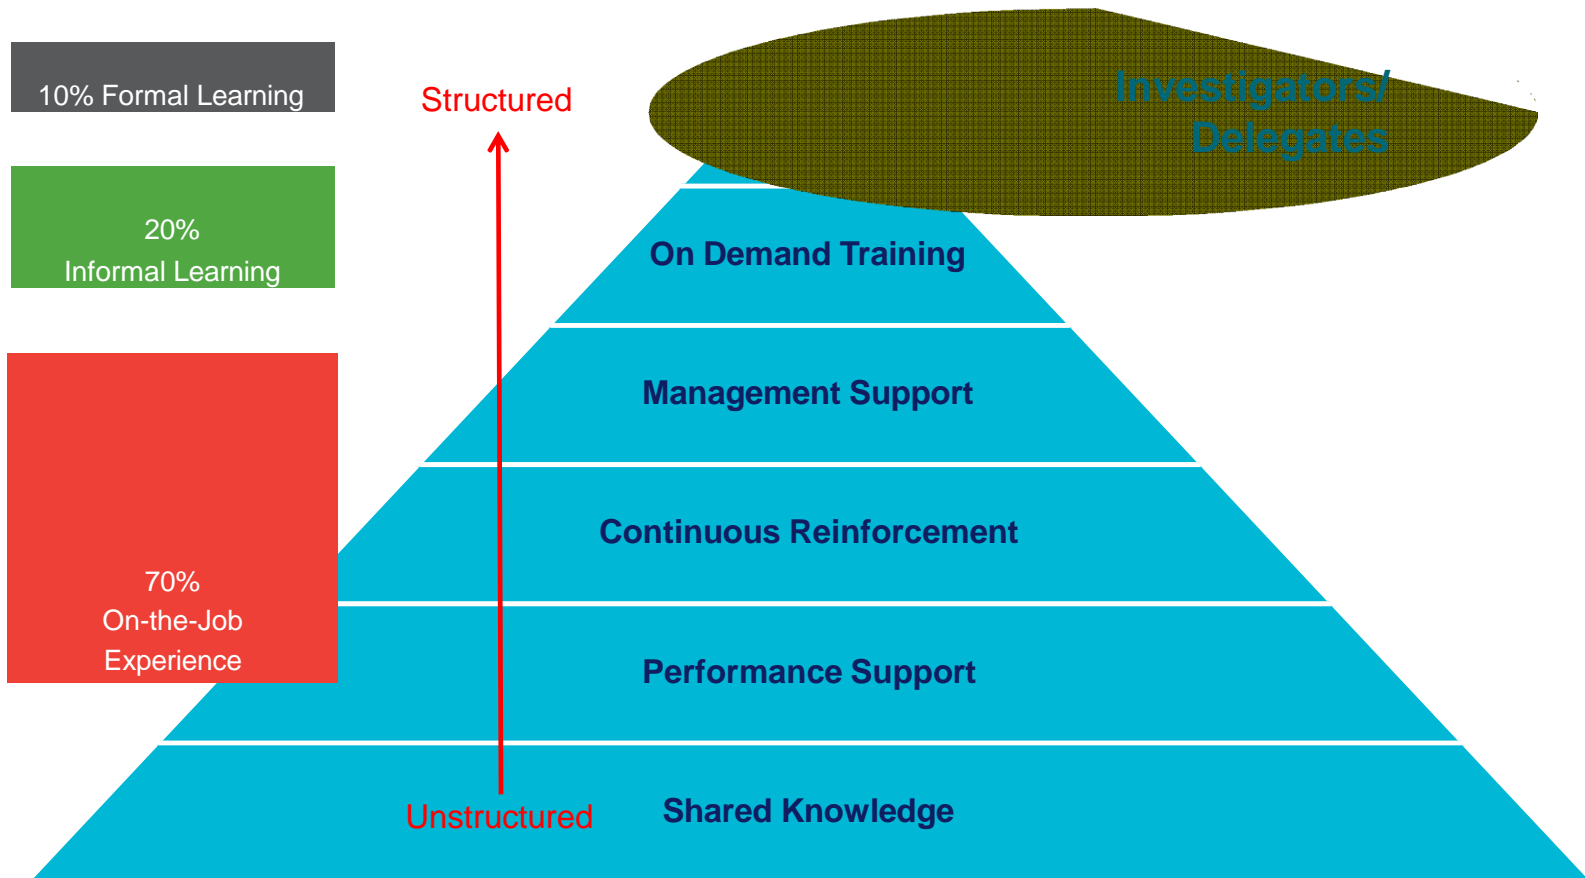 10% Formal Learning
20%
Informal Learning
70%
On-the-Job
Experience
Structured
Unstructured
Investigators/
Delegates
On Demand Training
Management Support
Continuous Reinforcement
Performance Support
Shared Knowledge